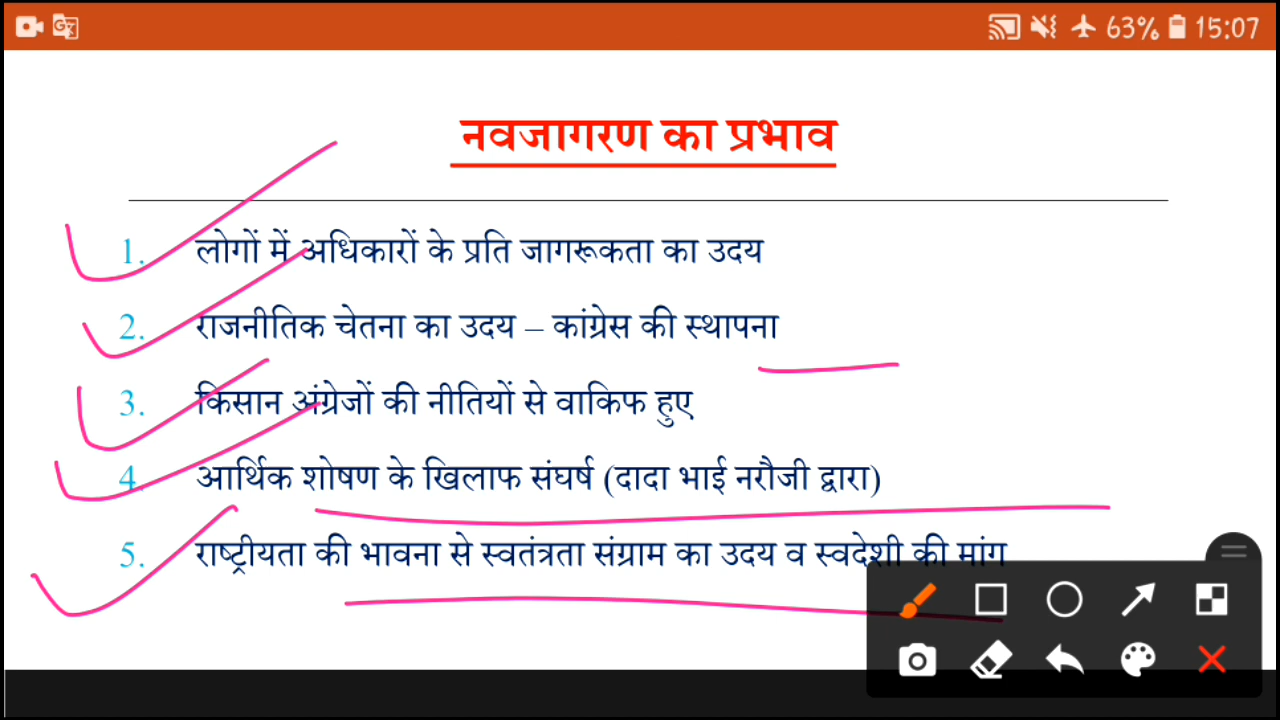 63% 15:07
नवजागरण का प्रभाव
1. लोगों में अधिकारों के प्रति जागरूकता का उदय
2. राजनीतिक चेतना का उदय – कांग्रेस की स्थापना
3. किसान अंग्रेजों की नीतियों से वाकिफ हुए
4. आर्थिक शोषण के खिलाफ संघर्ष (दादा भाई नरौजी द्वारा)
5. राष्ट्रीयता की भावना से स्वतंत्रता संग्राम का उदय व स्वदेशी की मांग